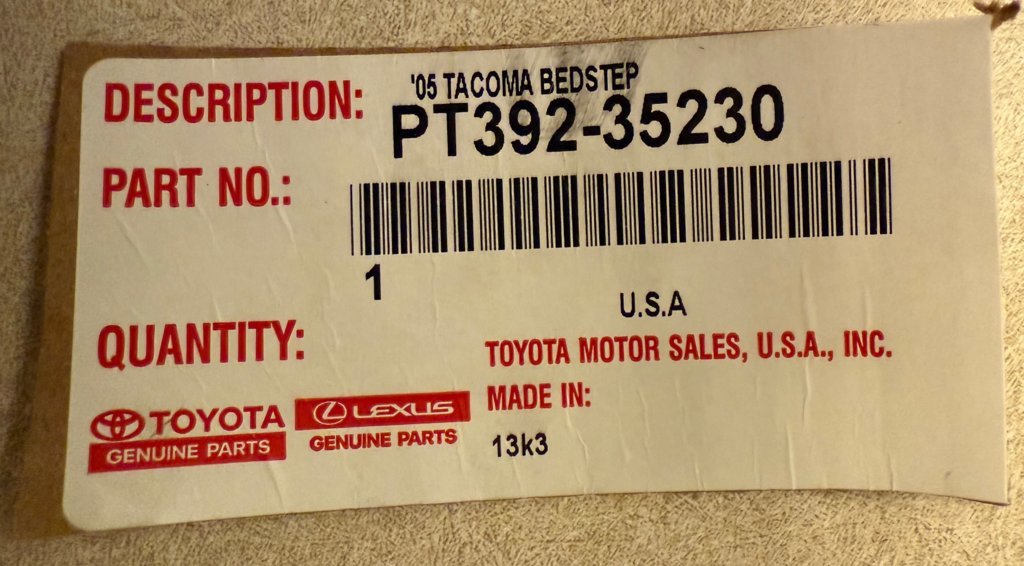 '05 TACOMA BEDSTEP
DESCRIPTION:
PT392-35230
PART NO.:
1
U.S.A
QUANTITY:
TOYOTA MOTOR SALES, U.S.A., INC.
MADE IN:
TOYOTA
GENUINE PARTS
LEXUS
GENUINE PARTS
13k3